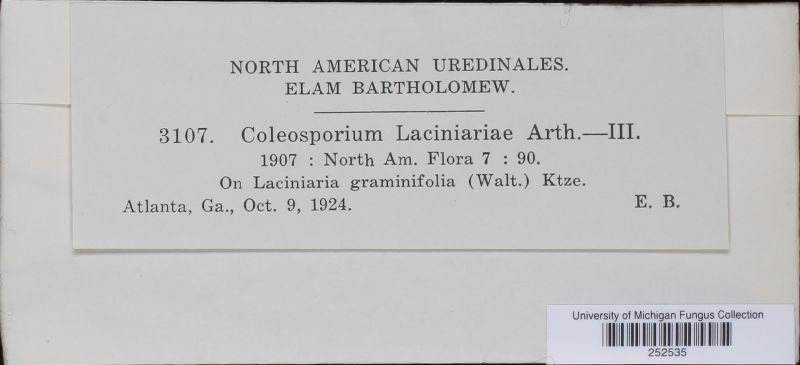 NORTH AMERICAN UREDINALES.
ELAM BARTHOLOMEW.
3107. Coleosporium Laciniariae Arth.—III.
1907 : North Am. Flora 7 : 90.
On Laciniaria graminifolia (Walt.) Ktze.
Atlanta, Ga., Oct. 9, 1924. E. B.
University of Michigan Fungus Collection
252535